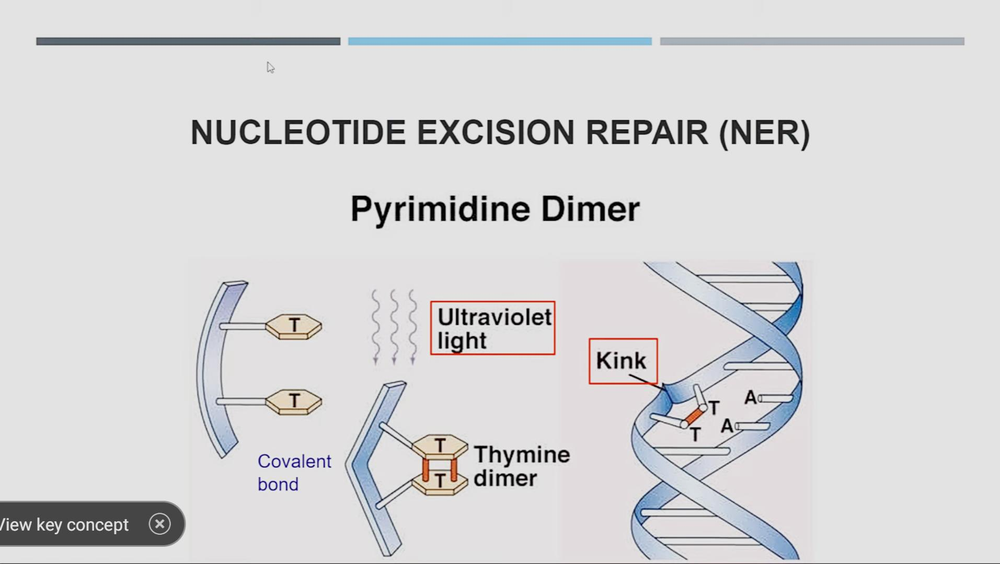 NUCLEOTIDE EXCISION REPAIR (NER)
Pyrimidine Dimer
T
T
Ultraviolet
light
Kink
Covalent
bond
T
T
Thymine
dimer
T
T
A
A
View key concept